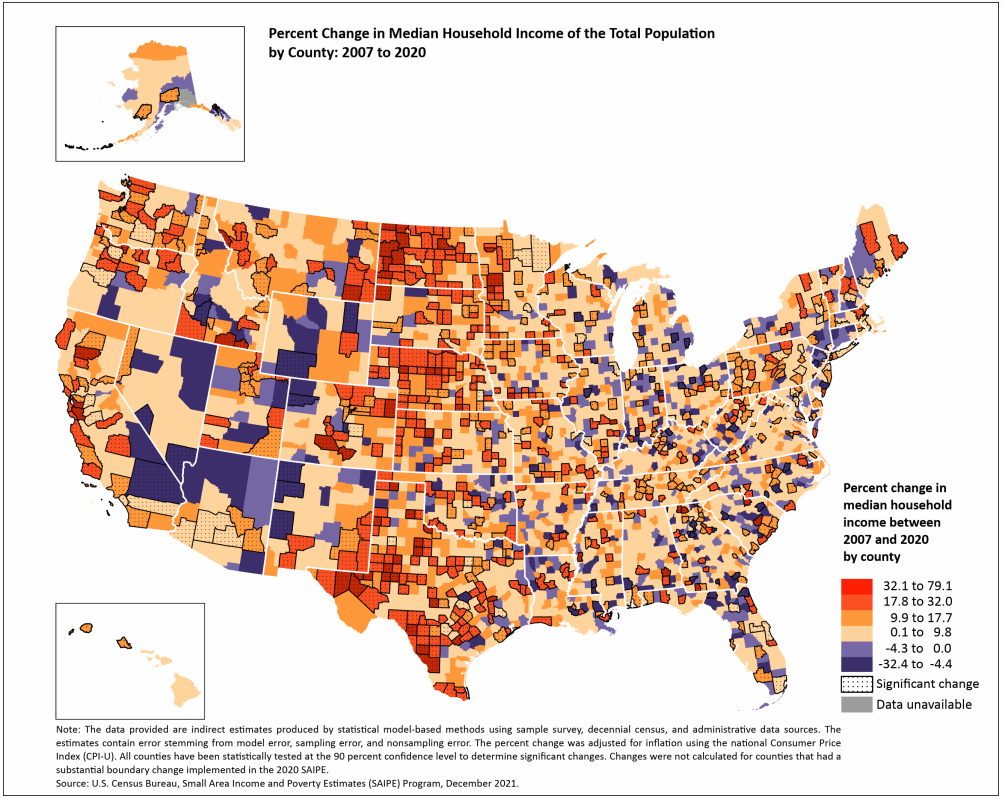 Percent Change in Median Household Income of the Total Population
by County: 2007 to 2020
Percent change in
median household
income between
2007 and 2020
by county
32.1 to 79.1
17.8 to 32.0
9.9 to 17.7
0.1 to 9.8
-4.3 to 0.0
-32.4 to -4.4
Significant change
Data unavailable
Note: The data provided are indirect estimates produced by statistical model-based methods using sample survey, decennial census, and administrative data sources. The
estimates contain error stemming from model error, sampling error, and nonsampling error. The percent change was adjusted for inflation using the national Consumer Price
Index (CPI-U). All counties have been statistically tested at the 90 percent confidence level to determine significant changes. Changes were not calculated for counties that had a
substantial boundary change implemented in the 2020 SAIPE.
Source: U.S. Census Bureau, Small Area Income and Poverty Estimates (SAIPE) Program, December 2021.